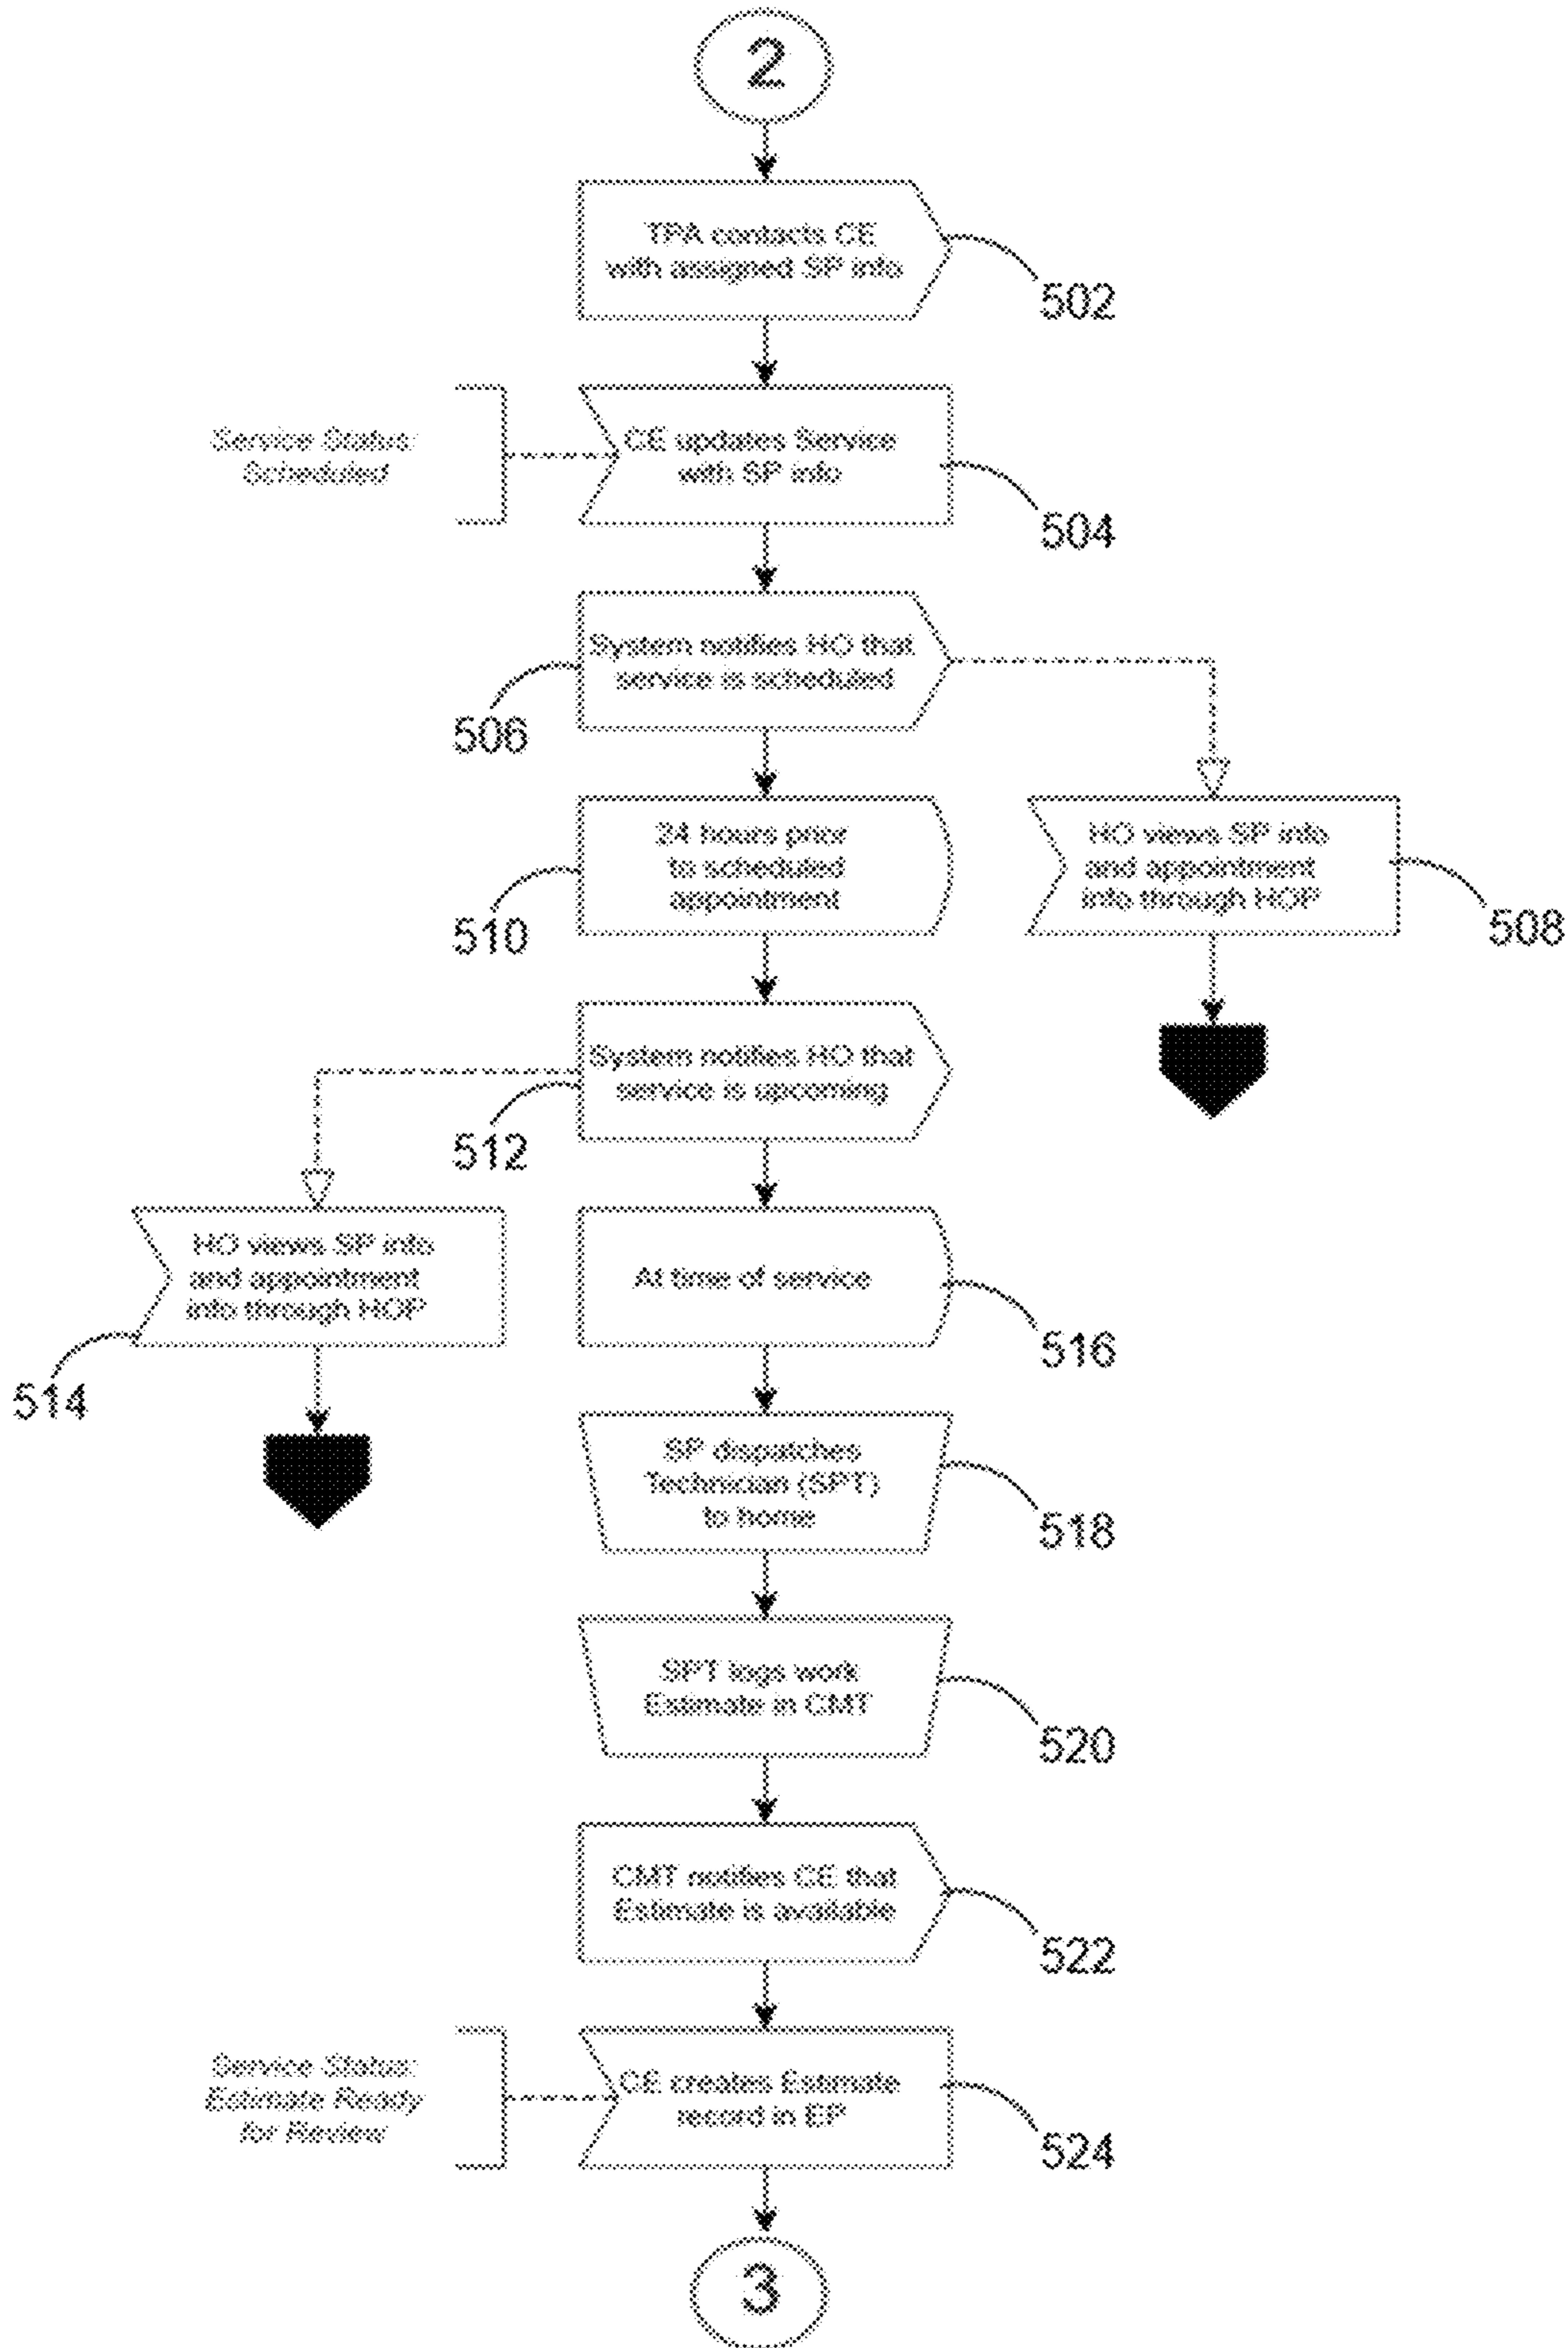 2
TPA contacts CE
with assigned SP info
502
Service Status:
Scheduled
CE updates Service
with SP info
504
System notifies HO that
service is scheduled
506
24 hours prior
to scheduled
appointment
510
HO views SP info
and appointment
info through HOP
508
System notifies HO that
service is upcoming
512
HO views SP info
and appointment
info through HOP
514
At time of service
516
SP dispatches
Technician (SPT)
to home
518
SPT logs work
Estimate in CMT
520
CMT notifies CE that
Estimate is available
522
Service Status:
Estimate Ready
for Review
CE creates Estimate
record in EP
524
3